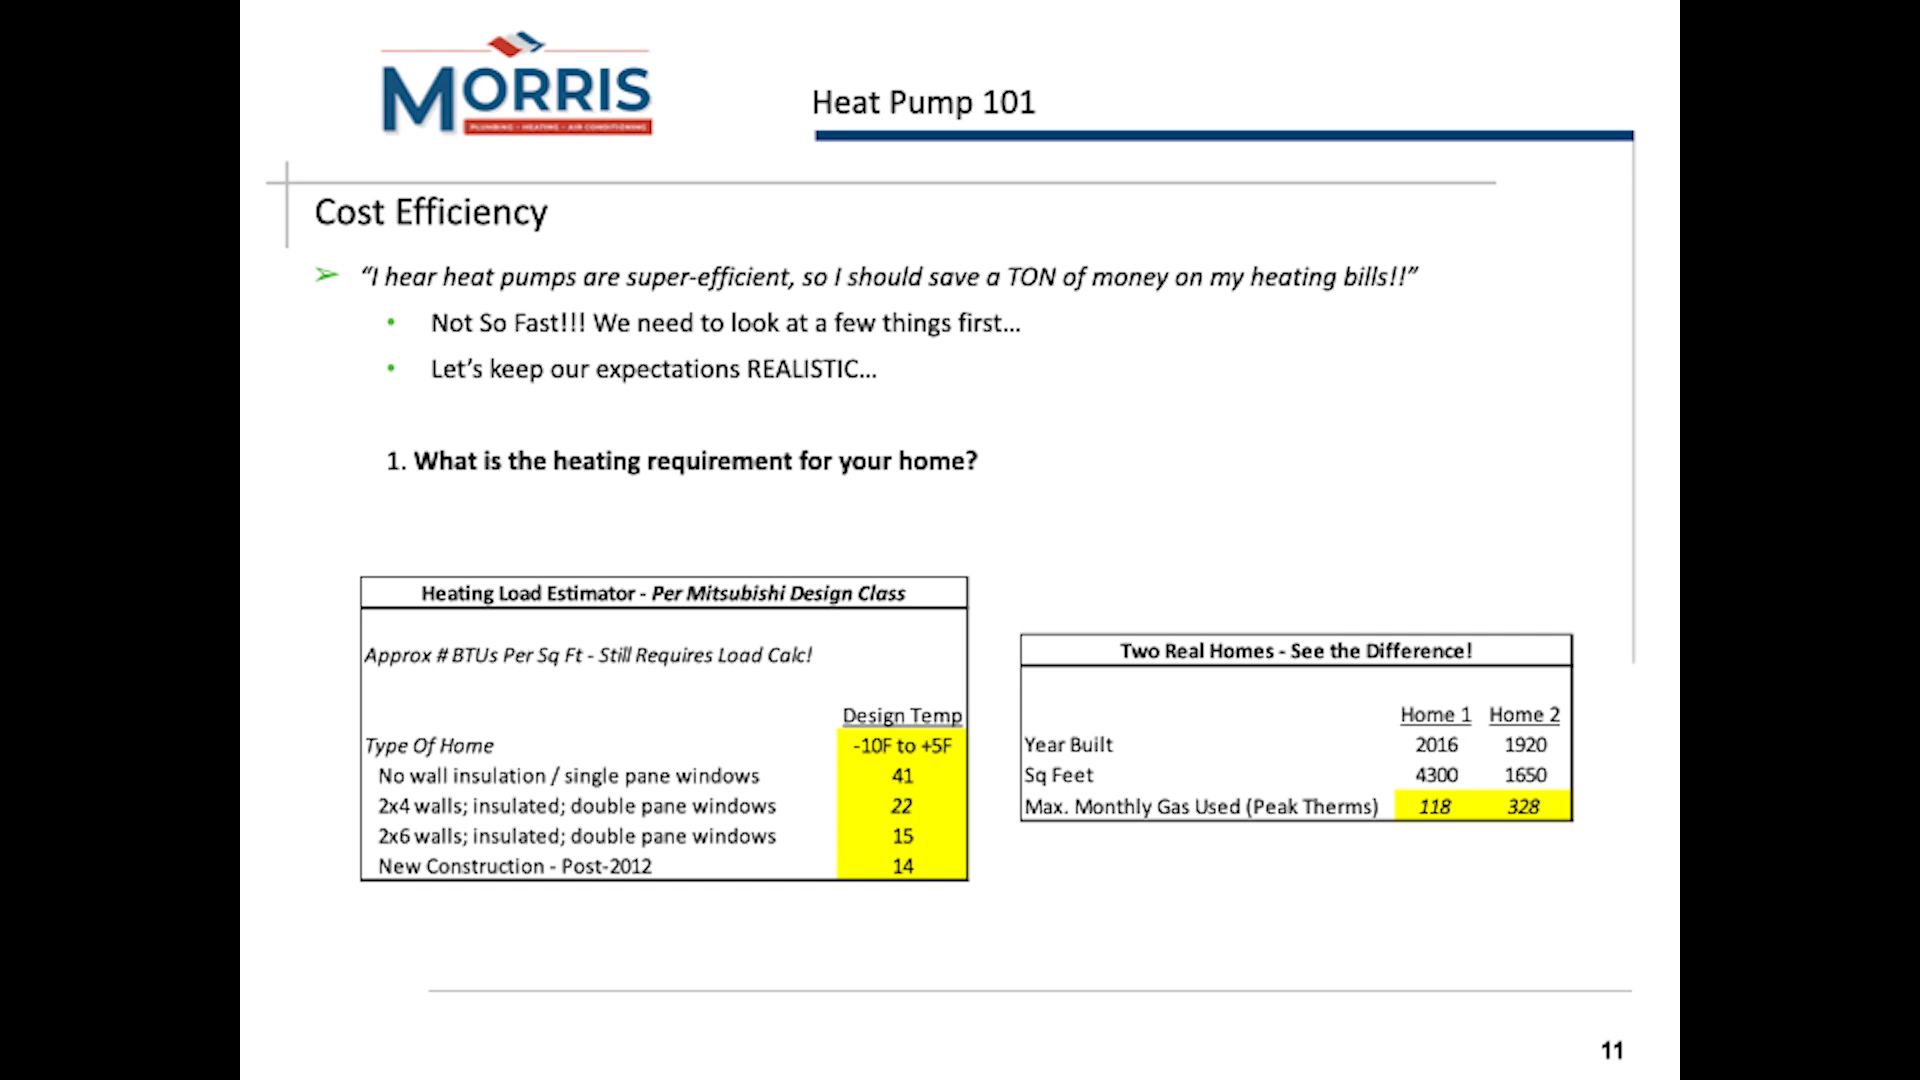 MORRIS
PLUMBING - HEATING - AIR CONDITIONING
Heat Pump 101
Cost Efficiency
➢ “I hear heat pumps are super-efficient, so I should save a TON of money on my heating bills!!”
• Not So Fast!!! We need to look at a few things first…
• Let’s keep our expectations REALISTIC…
1. What is the heating requirement for your home?
Heating Load Estimator - Per Mitsubishi Design Class
Approx # BTUs Per Sq Ft - Still Requires Load Calc!
Design Temp
Type Of Home -10F to +5F
No wall insulation / single pane windows 41
2x4 walls; insulated; double pane windows 22
2x6 walls; insulated; double pane windows 15
New Construction - Post-2012 14
Two Real Homes - See the Difference!
Home 1 Home 2
Year Built 2016 1920
Sq Feet 4300 1650
Max. Monthly Gas Used (Peak Therms) 118 328
11